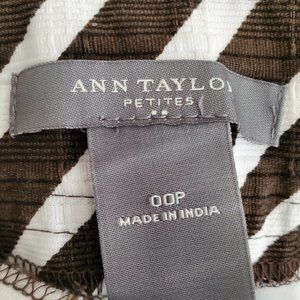 ANN TAYLO
PETITES
00P
MADE IN INDIA